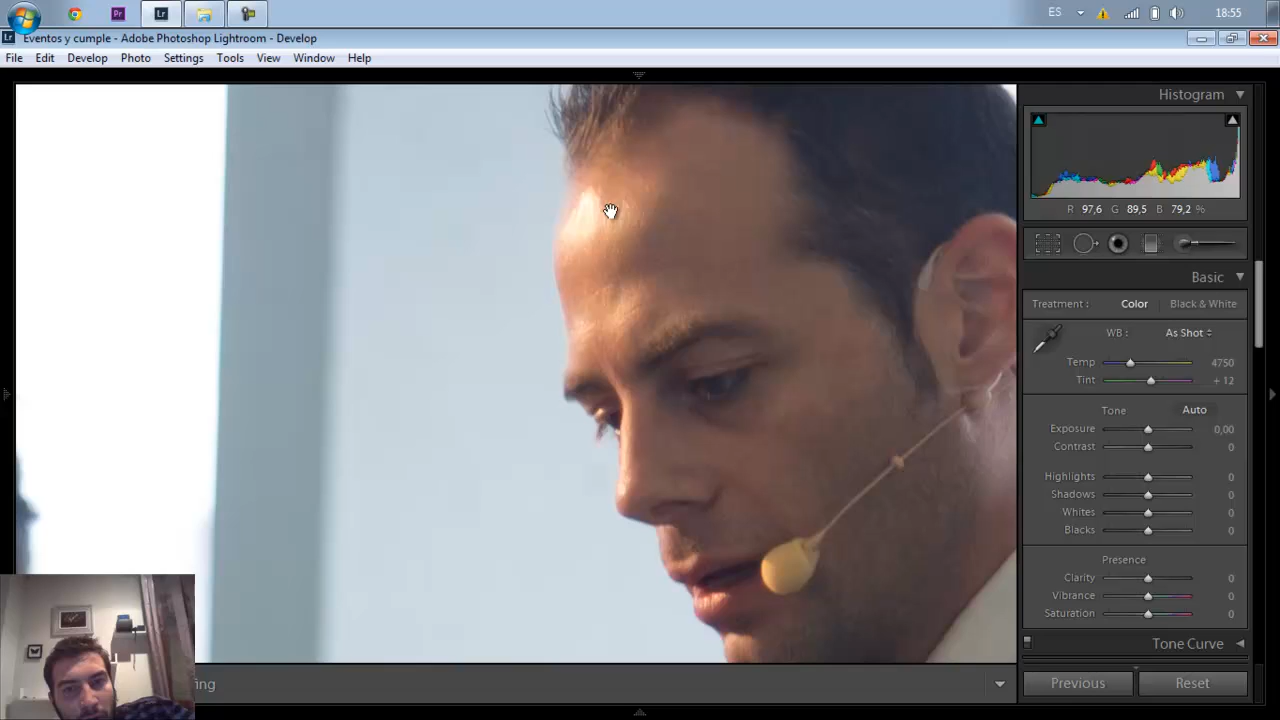 Pr
Lr
ES
18:55
Lr Eventos y cumple - Adobe Photoshop Lightroom - Develop
File Edit Develop Photo Settings Tools View Window Help
Histogram
R 97,6 G 89,5 B 79,2 %
Basic
Treatment : Color Black & White
WB : As Shot
Temp 4750
Tint + 12
Tone Auto
Exposure 0,00
Contrast 0
Highlights 0
Shadows 0
Whites 0
Blacks 0
Presence
Clarity 0
Vibrance 0
Saturation 0
Tone Curve
ing
Previous Reset